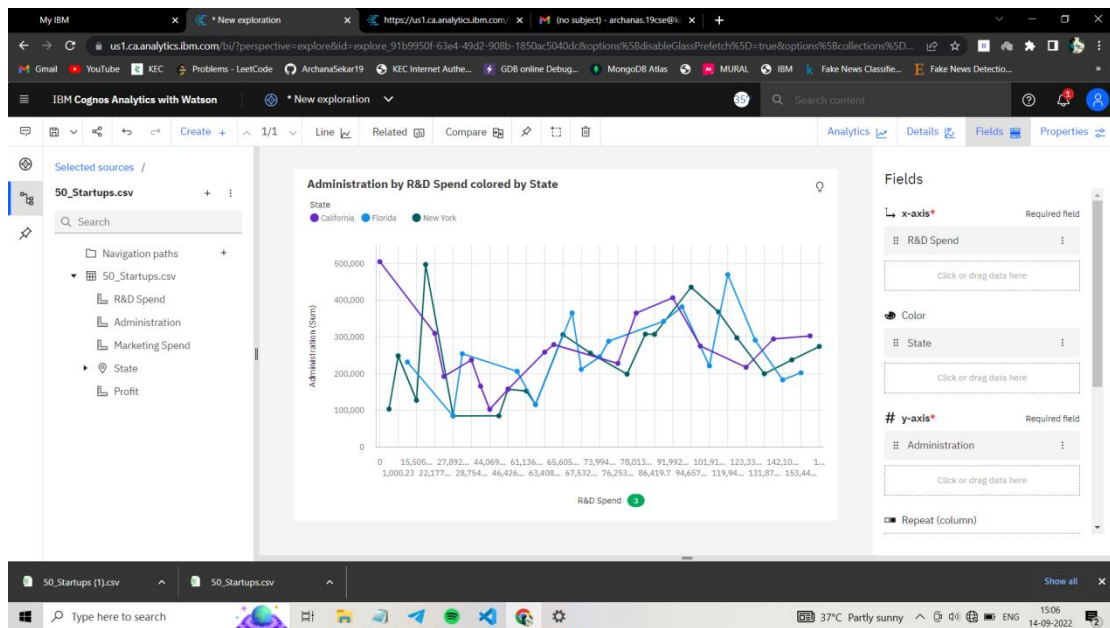 My IBM
* New exploration
https://us1.ca.analytics.ibm.com/
(no subject) - archanas.19cse@k
us1.ca.analytics.ibm.com/bi/?perspective=explore&id=explore_91b9950f-63e4-49d2-908b-1850ac5040dc&options%5BdisableGlassPrefetch%5D=true&options%5Bcollections%5D...
Gmail YouTube KEC Problems - LeetCode ArchanaSekar19 KEC Internet Authe... GDB online Debug... MongoDB Atlas MURAL IBM Fake News Classifie... Fake News Detectio... »
IBM Cognos Analytics with Watson
* New exploration
35
Search content
1
Create +
1/1
Line
Related
Compare
Analytics
Details
Fields
Properties
Selected sources /
50_Startups.csv
Search
Navigation paths
50_Startups.csv
R&D Spend
Administration
Marketing Spend
State
Profit
Administration by R&D Spend colored by State
State
California Florida New York
Administration (Sum)
500,000
400,000
300,000
200,000
100,000
0
0 15,505... 27,892... 44,069... 61,136... 65,605... 73,994... 78,013... 91,992... 101,91... 123,33... 142,10... 1...
1,000.23 22,177... 28,754... 46,426... 63,408... 67,532... 76,253... 86,419.7 94,657... 119,94... 131,87... 153,44...
R&D Spend 3
Fields
x-axis* Required field
R&D Spend
Click or drag data here
Color
State
Click or drag data here
# y-axis* Required field
Administration
Click or drag data here
Repeat (column)
50_Startups (1).csv
50_Startups.csv
Show all
Type here to search
37°C Partly sunny
ENG
15:06
14-09-2022
2